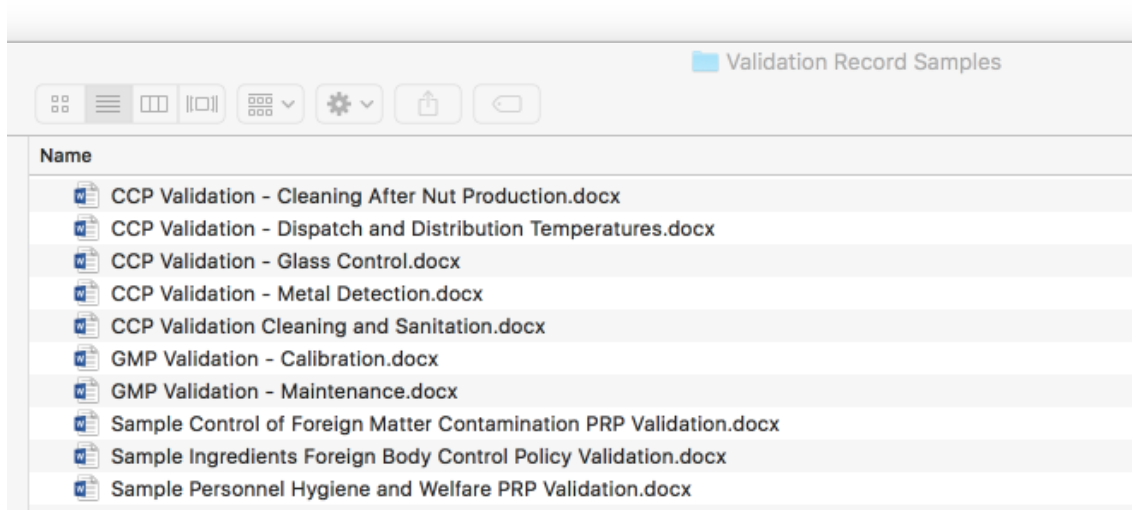 Validation Record Samples
Name
CCP Validation - Cleaning After Nut Production.docx
CCP Validation - Dispatch and Distribution Temperatures.docx
CCP Validation - Glass Control.docx
CCP Validation - Metal Detection.docx
CCP Validation Cleaning and Sanitation.docx
GMP Validation - Calibration.docx
GMP Validation - Maintenance.docx
Sample Control of Foreign Matter Contamination PRP Validation.docx
Sample Ingredients Foreign Body Control Policy Validation.docx
Sample Personnel Hygiene and Welfare PRP Validation.docx